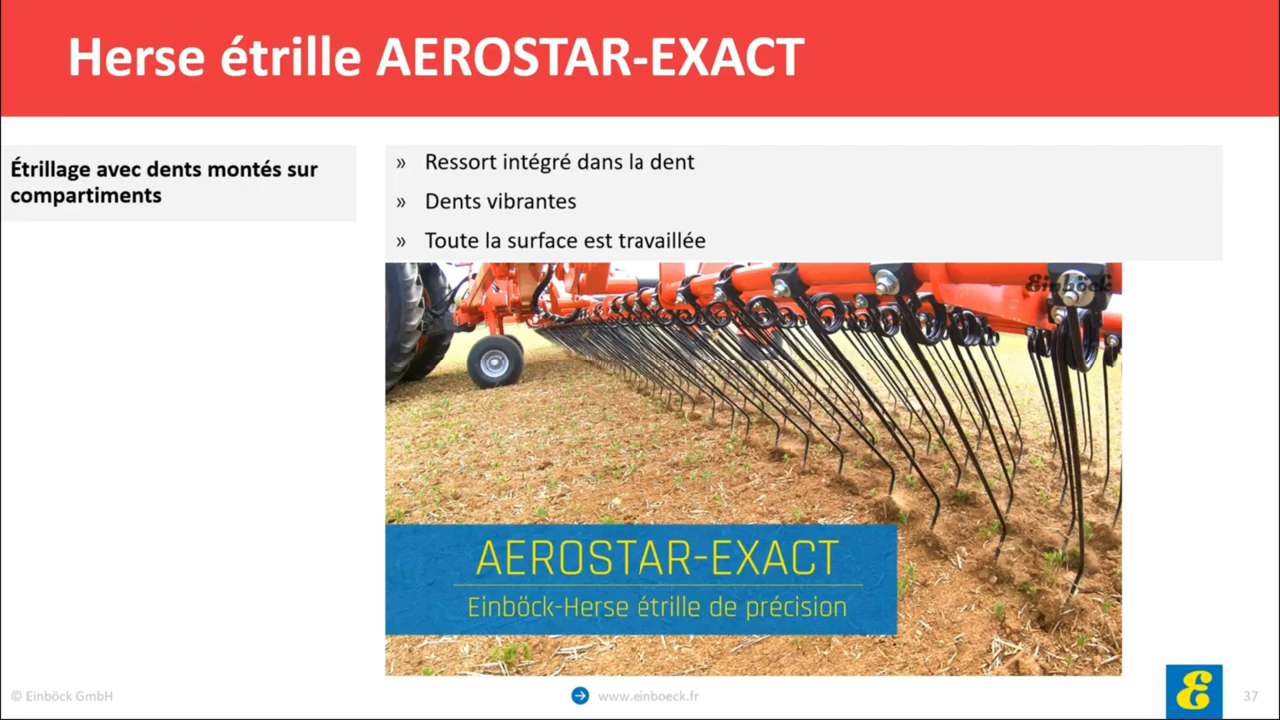 Herse étrille AEROSTAR-EXACT
Étrillage avec dents montés sur
compartiments
» Ressort intégré dans la dent
» Dents vibrantes
» Toute la surface est travaillée
Einböck
AEROSTAR-EXACT
Einböck-Herse étrille de précision
© Einböck GmbH
www.einboeck.fr
E
37